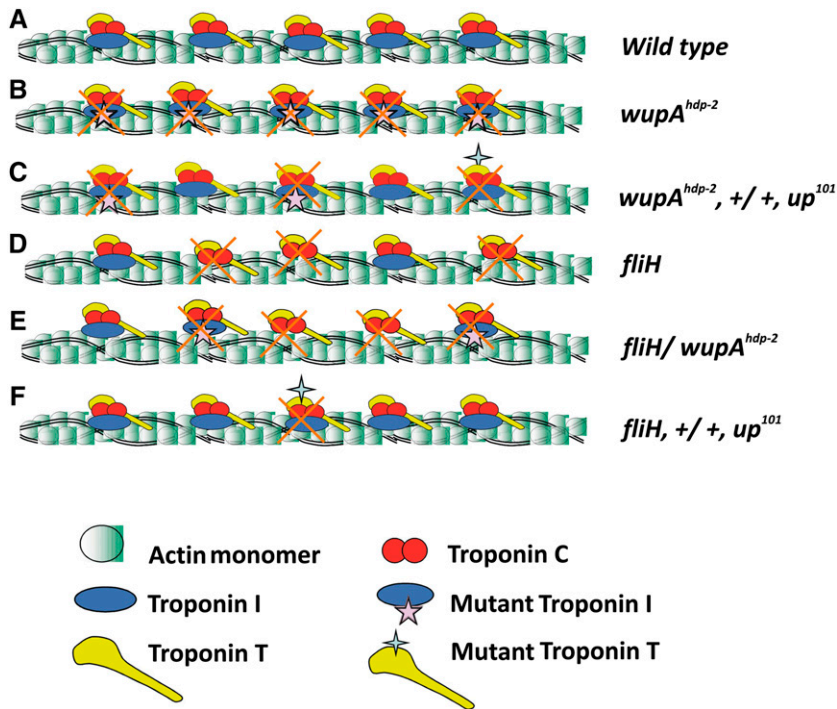 A
Wild type
B
wupA^hdp-2
C
wupA^hdp-2, +/ +, up^101
D
fliH
E
fliH/ wupA^hdp-2
F
fliH, +/ +, up^101
Actin monomer
Troponin C
Troponin I
Mutant Troponin I
Troponin T
Mutant Troponin T